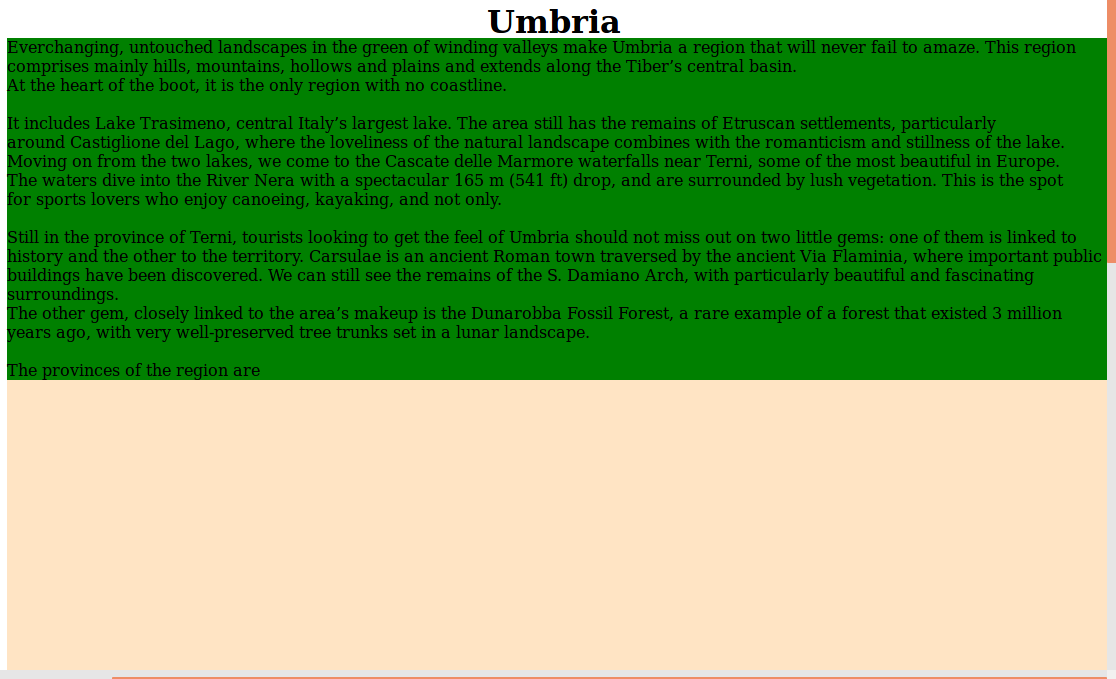 Umbria
Everchanging, untouched landscapes in the green of winding valleys make Umbria a region that will never fail to amaze. This region
comprises mainly hills, mountains, hollows and plains and extends along the Tiber’s central basin.
At the heart of the boot, it is the only region with no coastline.
It includes Lake Trasimeno, central Italy’s largest lake. The area still has the remains of Etruscan settlements, particularly
around Castiglione del Lago, where the loveliness of the natural landscape combines with the romanticism and stillness of the lake.
Moving on from the two lakes, we come to the Cascate delle Marmore waterfalls near Terni, some of the most beautiful in Europe.
The waters dive into the River Nera with a spectacular 165 m (541 ft) drop, and are surrounded by lush vegetation. This is the spot
for sports lovers who enjoy canoeing, kayaking, and not only.
Still in the province of Terni, tourists looking to get the feel of Umbria should not miss out on two little gems: one of them is linked to
history and the other to the territory. Carsulae is an ancient Roman town traversed by the ancient Via Flaminia, where important public
buildings have been discovered. We can still see the remains of the S. Damiano Arch, with particularly beautiful and fascinating
surroundings.
The other gem, closely linked to the area’s makeup is the Dunarobba Fossil Forest, a rare example of a forest that existed 3 million
years ago, with very well-preserved tree trunks set in a lunar landscape.
The provinces of the region are